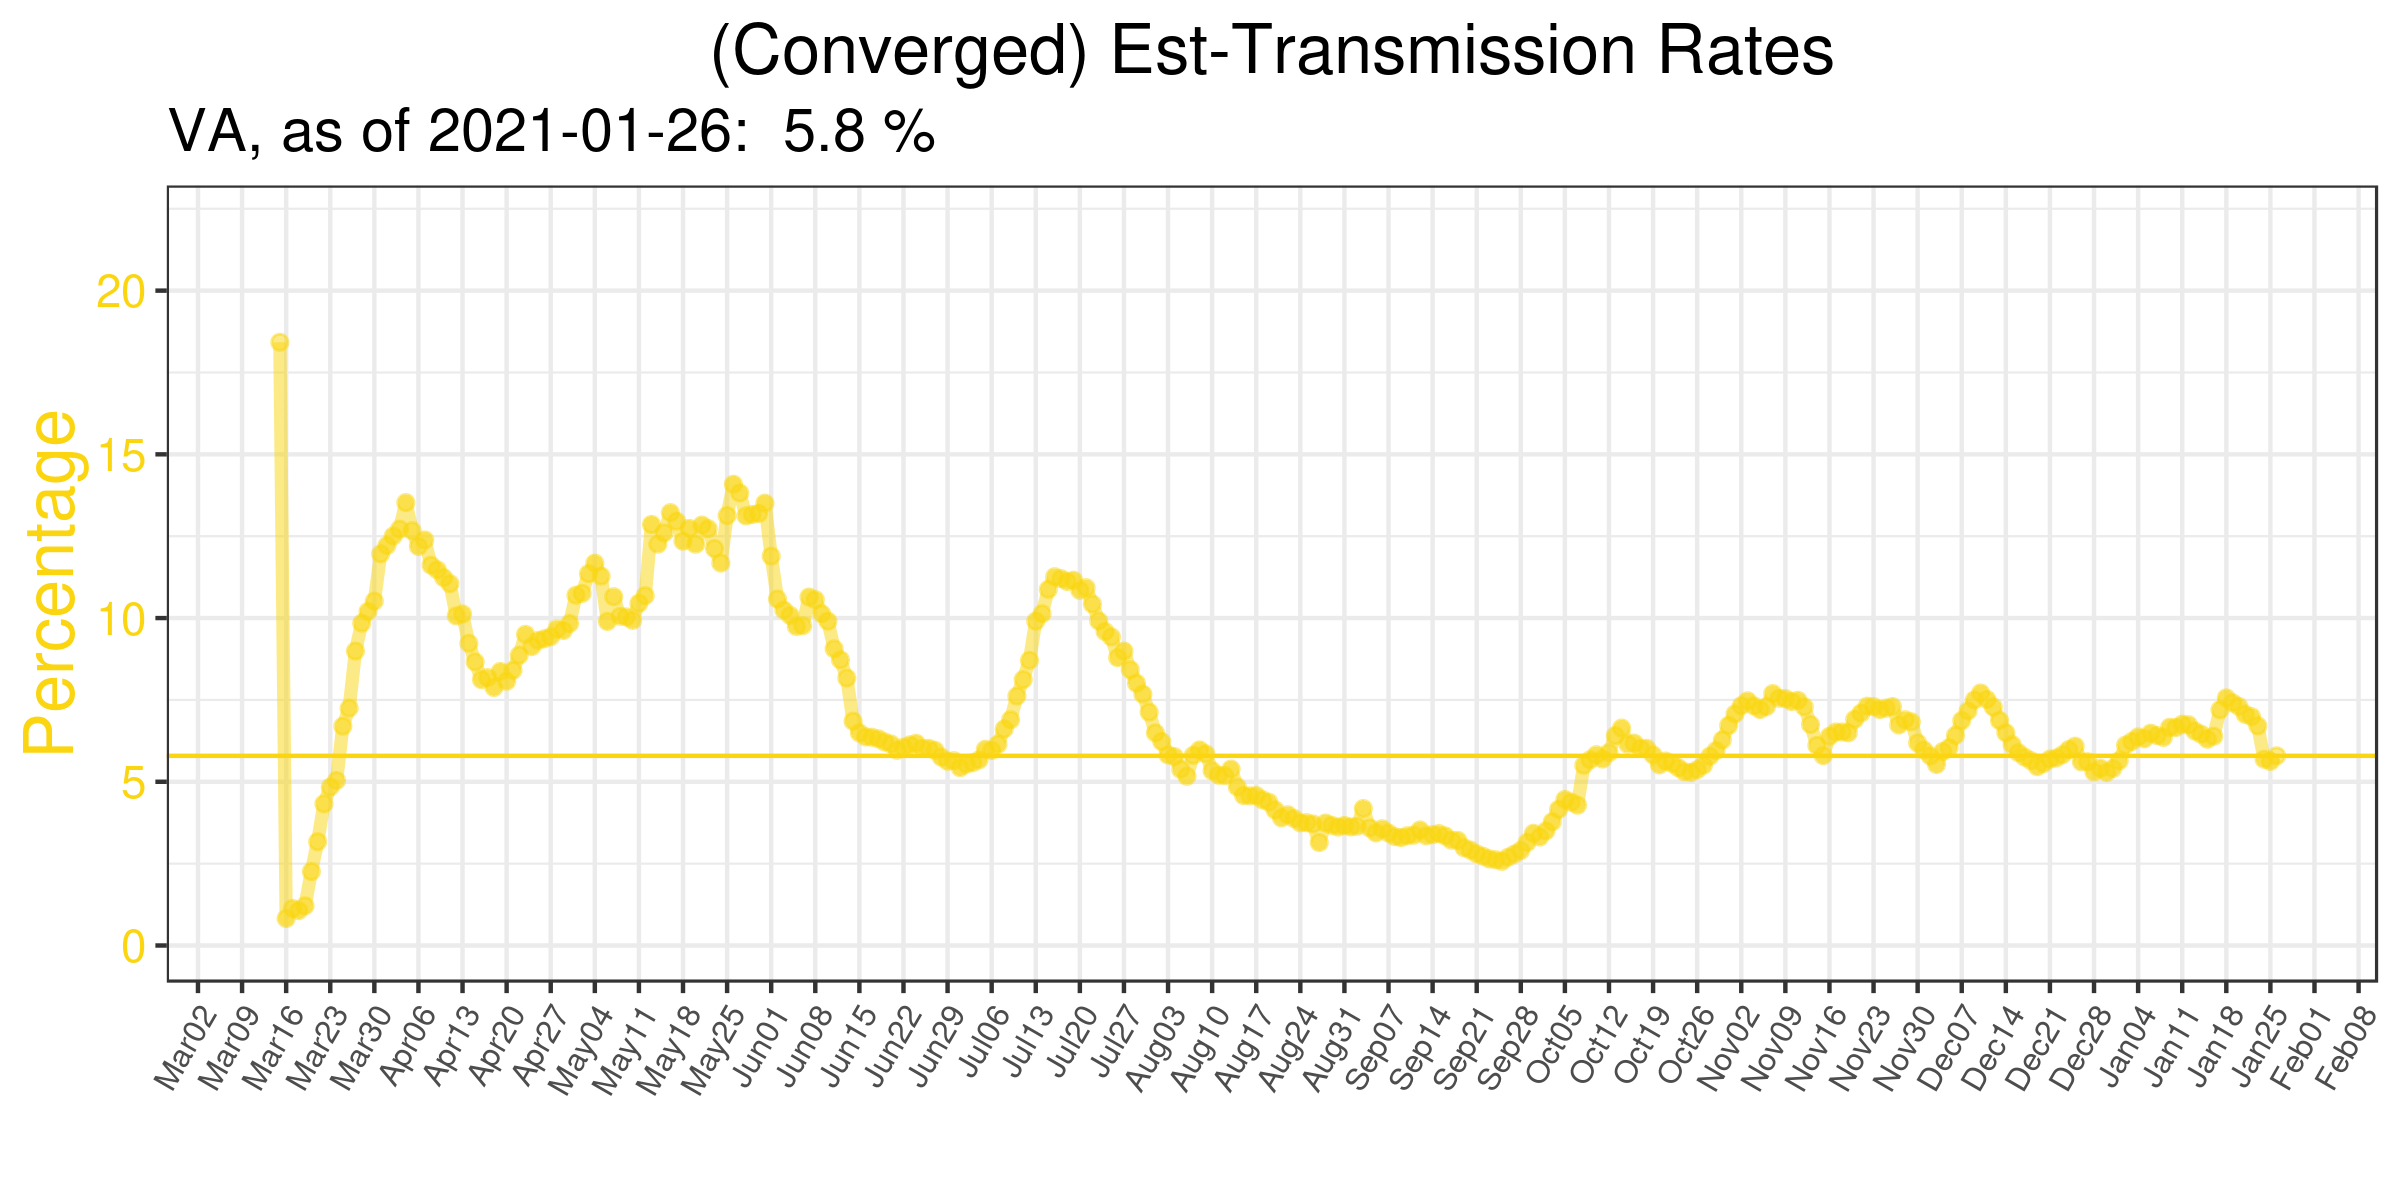 (Converged) Est-Transmission Rates
VA, as of 2021-01-26:  5.8 %
Percentage
20
15
10
5
0
Mar02
Mar09
Mar16
Mar23
Mar30
Apr06
Apr13
Apr20
Apr27
May04
May11
May18
May25
Jun01
Jun08
Jun15
Jun22
Jun29
Jul06
Jul13
Jul20
Jul27
Aug03
Aug10
Aug17
Aug24
Aug31
Sep07
Sep14
Sep21
Sep28
Oct05
Oct12
Oct19
Oct26
Nov02
Nov09
Nov16
Nov23
Nov30
Dec07
Dec14
Dec21
Dec28
Jan04
Jan11
Jan18
Jan25
Feb01
Feb08